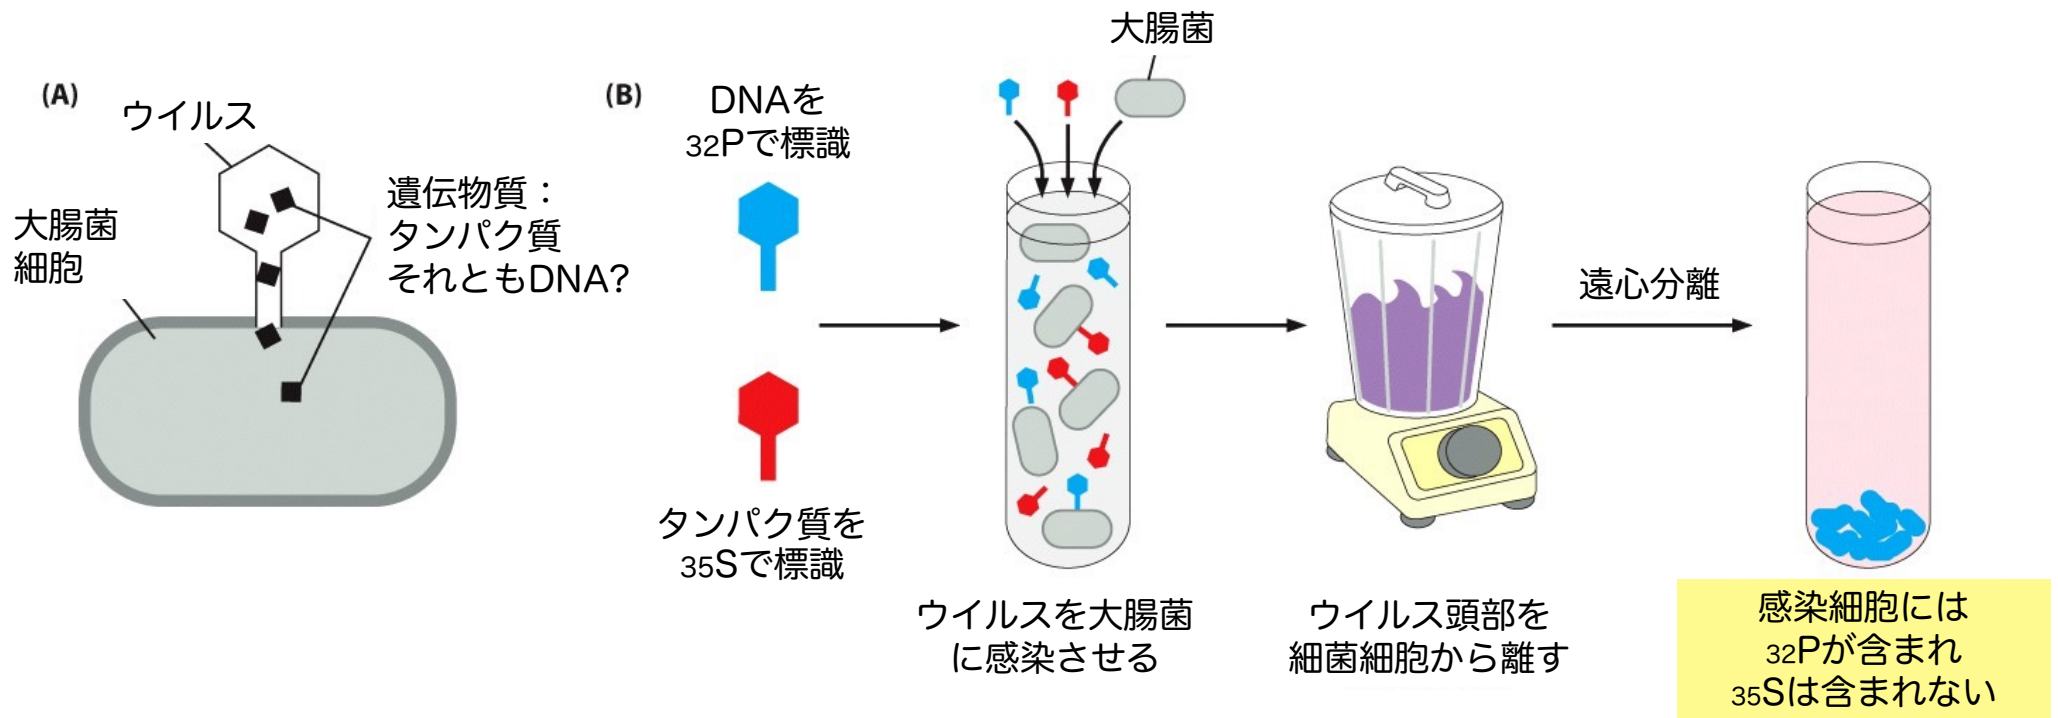 (A)
ウイルス
大腸菌
細胞
遺伝物質：
タンパク質
それともDNA?
(B)
DNAを
32Pで標識
タンパク質を
35Sで標識
大腸菌
ウイルスを大腸菌
に感染させる
ウイルス頭部を
細菌細胞から離す
遠心分離
感染細胞には
32Pが含まれ
35Sは含まれない